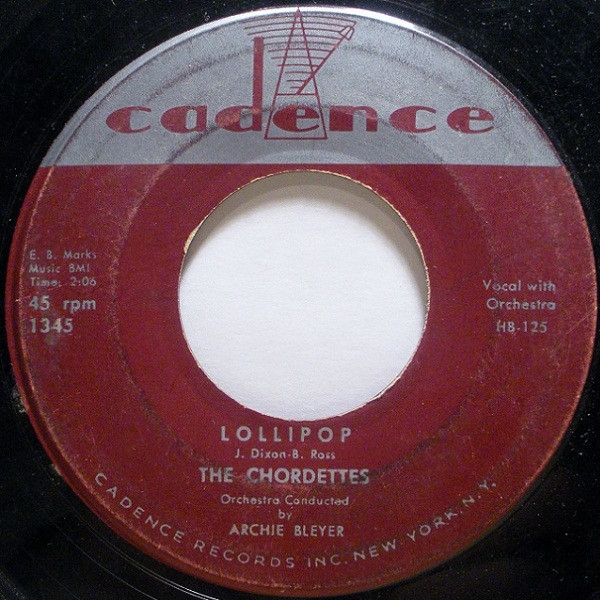 cadence
E. B. Marks
Music BMI
Time: 2:06
45 rpm
1345
Vocal with
Orchestra
HB-125
LOLLIPOP
J. Dixon-B. Ross
THE CHORDETTES
Orchestra Conducted
by
ARCHIE BLEYER
CADENCE RECORDS INC. NEW YORK, N.Y.